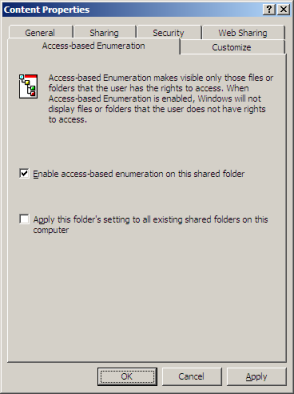 Content Properties
General Sharing Security Web Sharing
Access-based Enumeration Customize
Access-based Enumeration makes visible only those files or
folders that the user has the rights to access. When
Access-based Enumeration is enabled, Windows will not
display files or folders that the user does not have rights
to access.
Enable access-based enumeration on this shared folder
Apply this folder's setting to all existing shared folders on this
computer
OK Cancel Apply